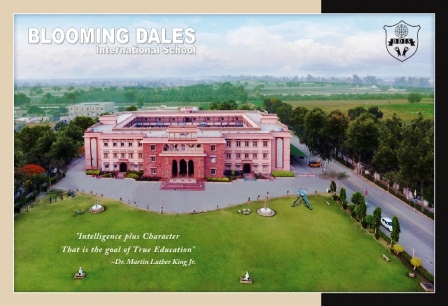 BLOOMING DALES
International School
B D I S
"Intelligence plus Character
That is the goal of True Education"
-Dr. Martin Luther King Jr.